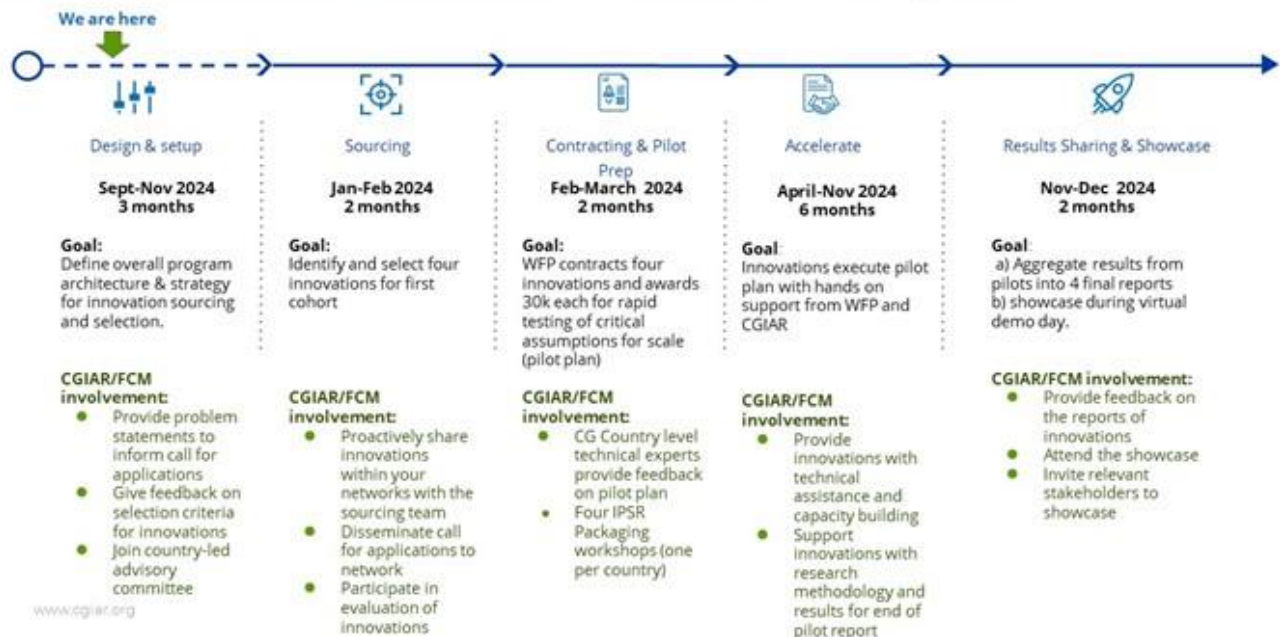 We are here
Design & setup
Sept-Nov 2024
3 months
Goal:
Define overall program
architecture & strategy
for innovation sourcing
and selection.
CGIAR/FCM
involvement:
● Provide problem
statements to
inform call for
applications
● Give feedback on
selection criteria
for innovations
● Join country-led
advisory
committee
Sourcing
Jan-Feb 2024
2 months
Goal:
Identify and select four
innovations for first
cohort
CGIAR/FCM
involvement:
● Proactively share
innovations
within your
networks with the
sourcing team
● Disseminate call
for applications to
network
● Participate in
evaluation of
innovations
Contracting & Pilot
Prep
Feb-March 2024
2 months
Goal:
WFP contracts four
innovations and awards
30k each for rapid
testing of critical
assumptions for scale
(pilot plan)
CGIAR/FCM
involvement:
● CG Country level
technical experts
provide feedback
on pilot plan
● Four IPSR
Packaging
workshops (one
per country)
Accelerate
April-Nov 2024
6 months
Goal
Innovations execute pilot
plan with hands on
support from WFP and
CGIAR
CGIAR/FCM
involvement:
● Provide
innovations with
technical
assistance and
capacity building
● Support
innovations with
research
methodology and
results for end of
pilot report
Results Sharing & Showcase
Nov-Dec 2024
2 months
Goal
a) Aggregate results from
pilots into 4 final reports
b) showcase during virtual
demo day.
CGIAR/FCM involvement:
● Provide feedback on
the reports of
innovations
● Attend the showcase
● Invite relevant
stakeholders to
showcase
www.cgiar.org